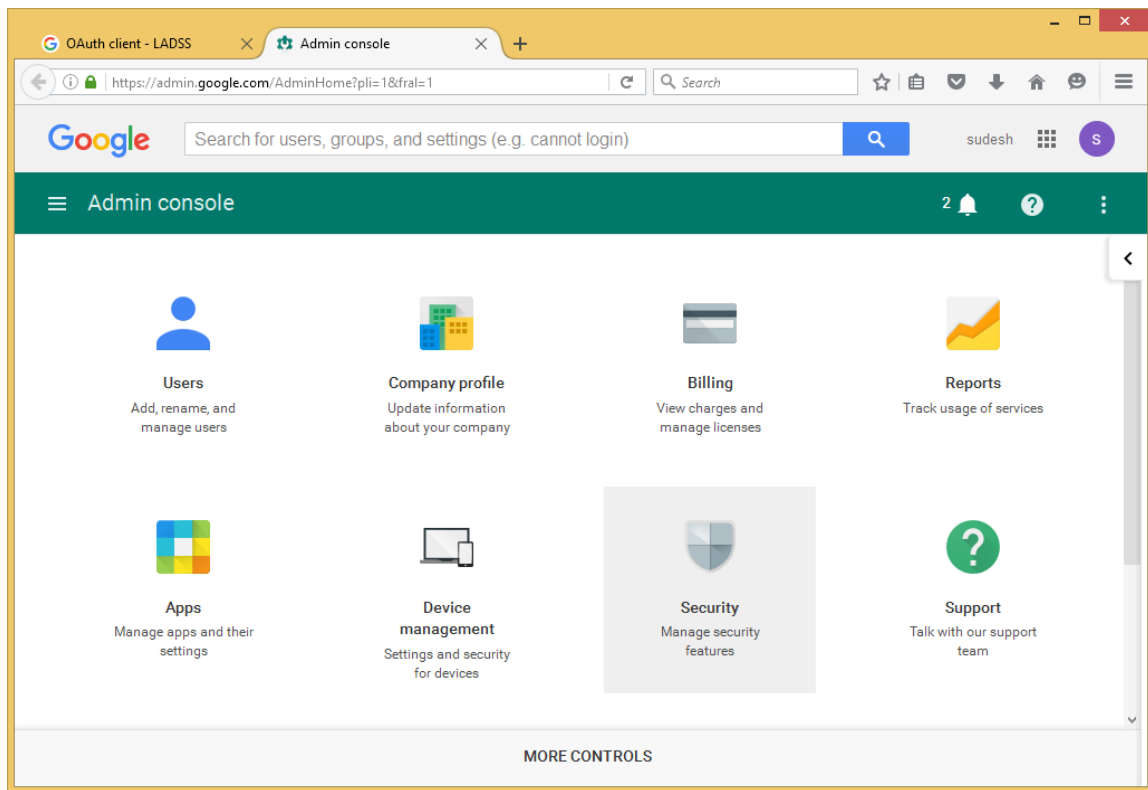 OAuth client - LADSS
Admin console
https://admin.google.com/AdminHome?pli=1&fral=1
Search
Google
Search for users, groups, and settings (e.g. cannot login)
sudesh
S
Admin console
2
Users
Add, rename, and
manage users
Company profile
Update information
about your company
Billing
View charges and
manage licenses
Reports
Track usage of services
Apps
Manage apps and their
settings
Device
management
Settings and security
for devices
Security
Manage security
features
Support
Talk with our support
team
MORE CONTROLS